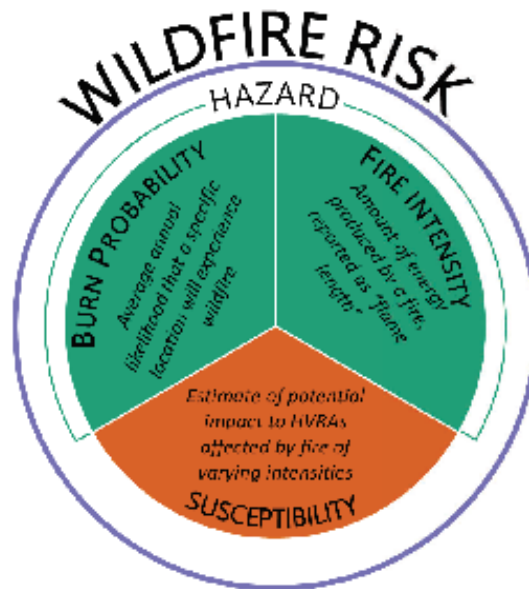 WILDFIRE RISK
HAZARD
BURN PROBABILITY
Average annual
likelihood that a specific
location will experience
wildfire
FIRE INTENSITY
Amount of energy
produced by a fire,
reported as "flame
length"
Estimate of potential
impact to HVRAs
affected by fire of
varying intensities
SUSCEPTIBILITY